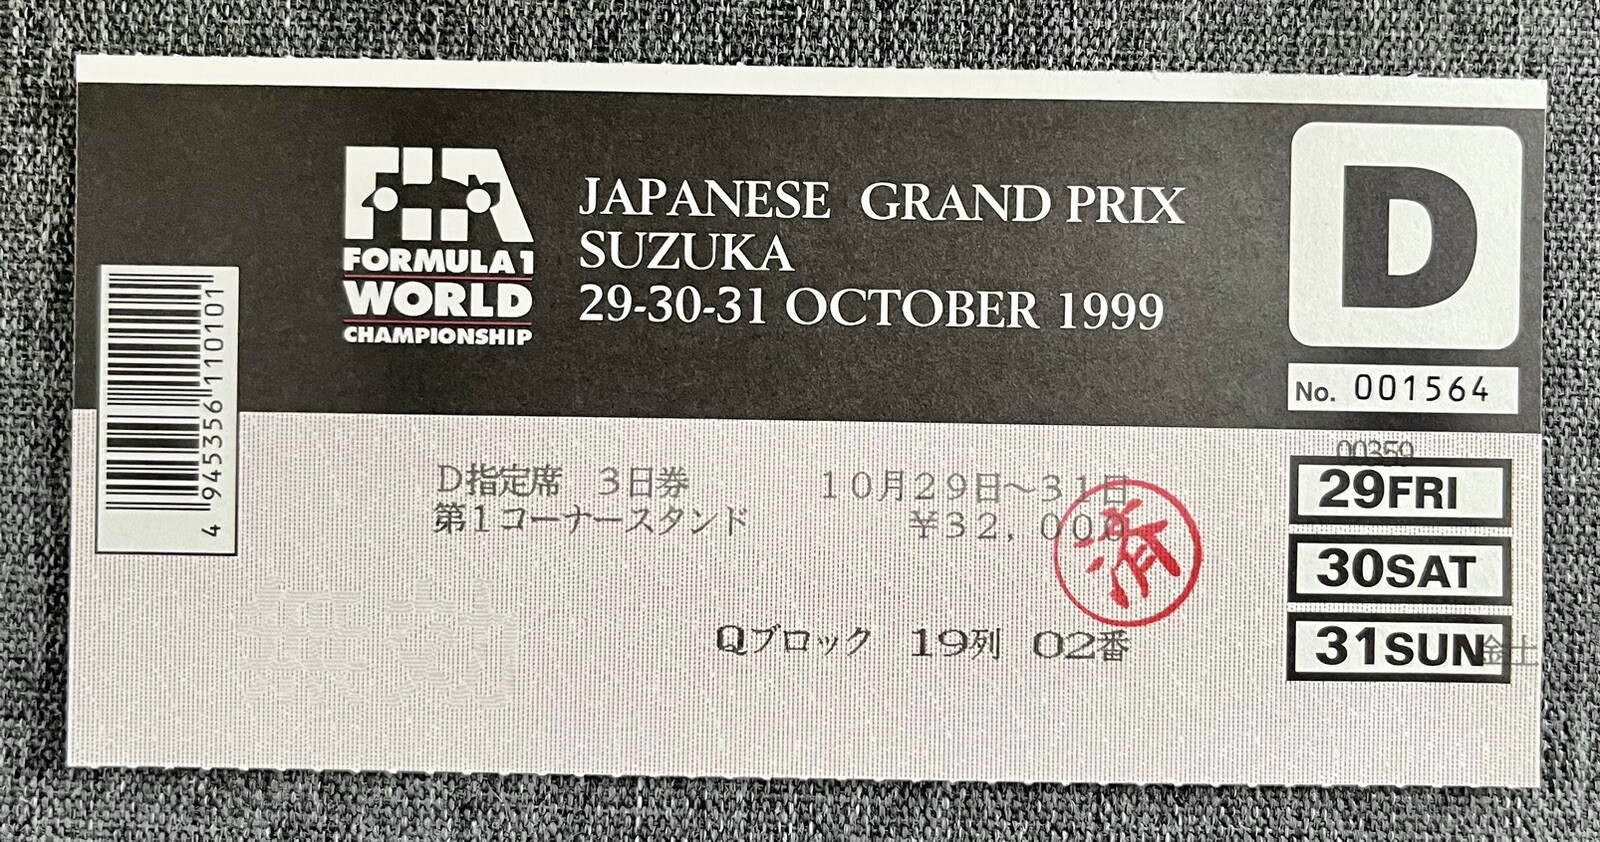 FIA
FORMULA 1
WORLD
CHAMPIONSHIP
JAPANESE GRAND PRIX
SUZUKA
29-30-31 OCTOBER 1999
D
No. 001564
4 945356 110101
00359
D指定席 3日券 10月29日~31日
第1コーナースタンド ¥32,000
済
Qブロック 19列 02番
29FRI
30SAT
31SUN
金土